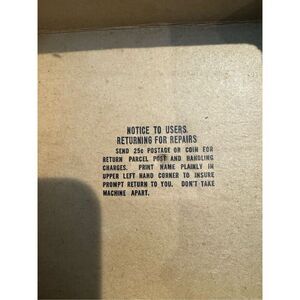 NOTICE TO USERS
RETURNING FOR REPAIRS
SEND 25c POSTAGE OR COIN FOR
RETURN PARCEL POST AND HANDLING
CHARGES. PRINT NAME PLAINLY IN
UPPER LEFT HAND CORNER TO INSURE
PROMPT RETURN TO YOU. DON'T TAKE
MACHINE APART.